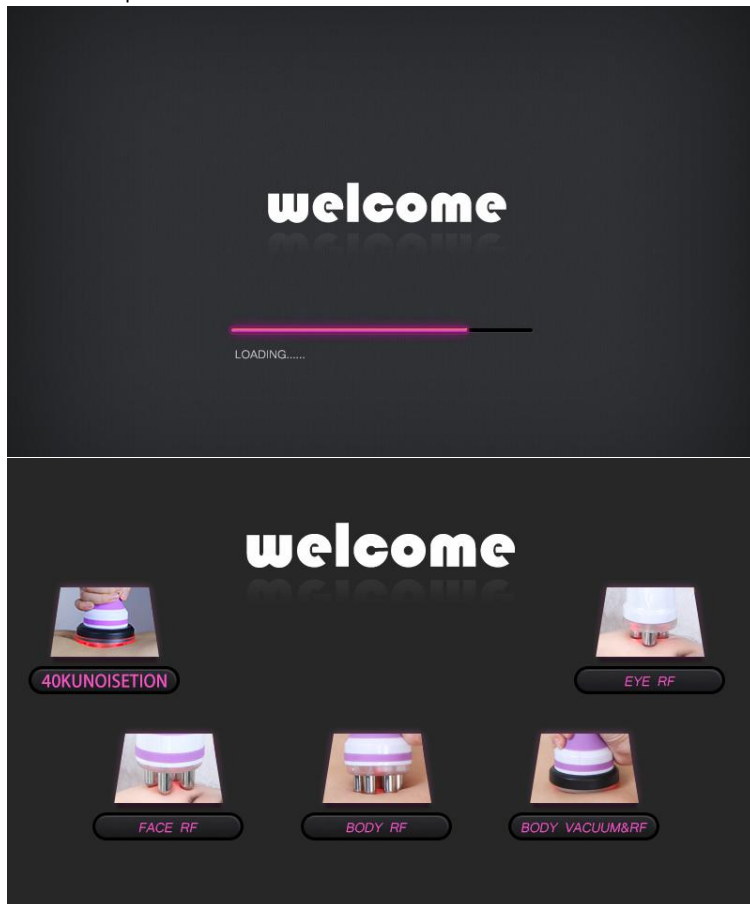 welcome
LOADING......
welcome
40KUNOISETION
EYE RF
FACE RF
BODY RF
BODY VACUUM&RF